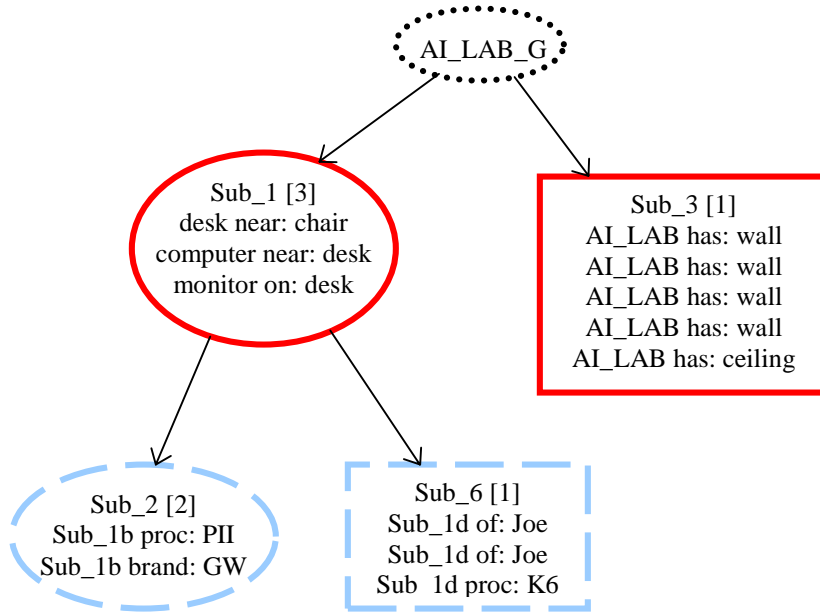 AI_LAB_G
Sub_1 [3]
desk near: chair
computer near: desk
monitor on: desk
Sub_3 [1]
AI_LAB has: wall
AI_LAB has: wall
AI_LAB has: wall
AI_LAB has: wall
AI_LAB has: ceiling
Sub_2 [2]
Sub_1b proc: PII
Sub_1b brand: GW
Sub_6 [1]
Sub_1d of: Joe
Sub_1d of: Joe
Sub_1d proc: K6